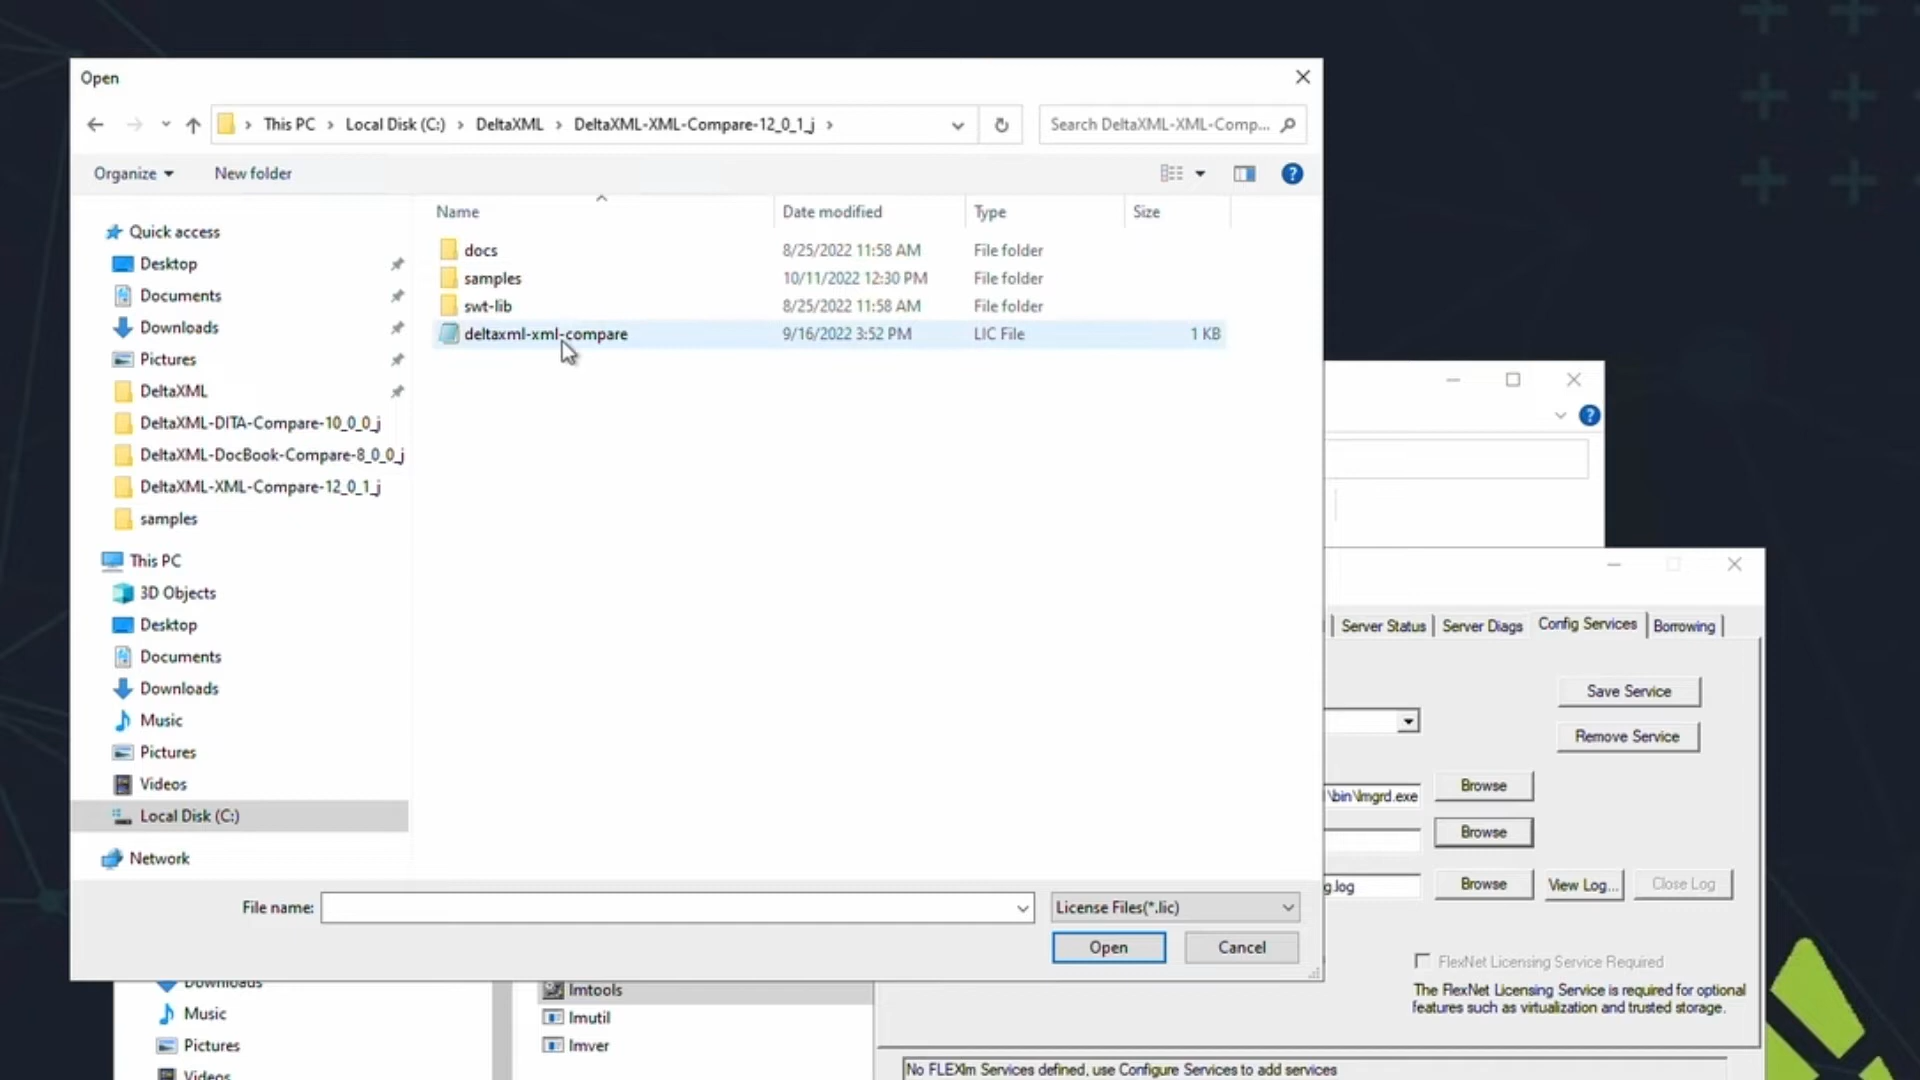 Open
This PC > Local Disk (C:) > DeltaXML > DeltaXML-XML-Compare-12_0_1_j >
Search DeltaXML-XML-Comp...
Organize
New folder
?
Name
Date modified
Type
Size
docs
8/25/2022 11:58 AM
File folder
samples
10/11/2022 12:30 PM
File folder
swt-lib
8/25/2022 11:58 AM
File folder
deltaxml-xml-compare
9/16/2022 3:52 PM
LIC File
1 KB
Quick access
Desktop
Documents
Downloads
Pictures
DeltaXML
DeltaXML-DITA-Compare-10_0_0_j
DeltaXML-DocBook-Compare-8_0_0_j
DeltaXML-XML-Compare-12_0_1_j
samples
This PC
3D Objects
Desktop
Documents
Downloads
Music
Pictures
Videos
Local Disk (C:)
Network
File name:
License Files(*.lic)
Open
Cancel
?
Server Status
Server Diags
Config Services
Borrowing
Save Service
Remove Service
\bin\lmgrd.exe
Browse
Browse
g.log
Browse
View Log...
Close Log
FlexNet Licensing Service Required
The FlexNet Licensing Service is required for optional
features such as virtualization and trusted storage.
No FLEXlm Services defined, use Configure Services to add services
Downloads
Music
Pictures
Videos
lmtools
lmutil
lmver